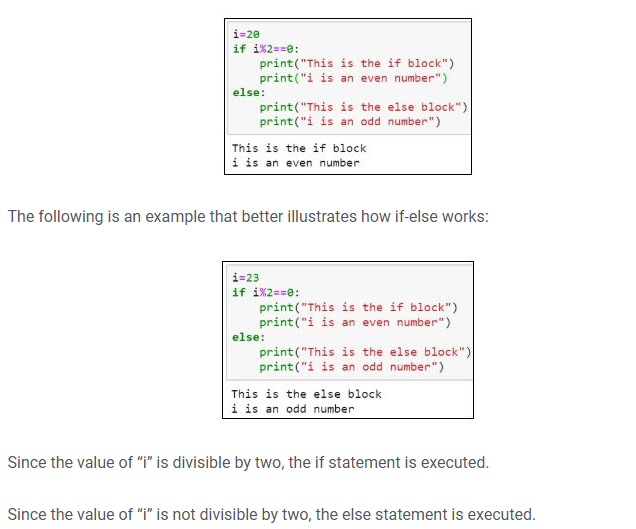 i=20
if i%2==0:
    print("This is the if block")
    print("i is an even number")
else:
    print("This is the else block")
    print("i is an odd number")
This is the if block
i is an even number
The following is an example that better illustrates how if-else works:
i=23
if i%2==0:
    print("This is the if block")
    print("i is an even number")
else:
    print("This is the else block")
    print("i is an odd number")
This is the else block
i is an odd number
Since the value of “i” is divisible by two, the if statement is executed.
Since the value of “i” is not divisible by two, the else statement is executed.